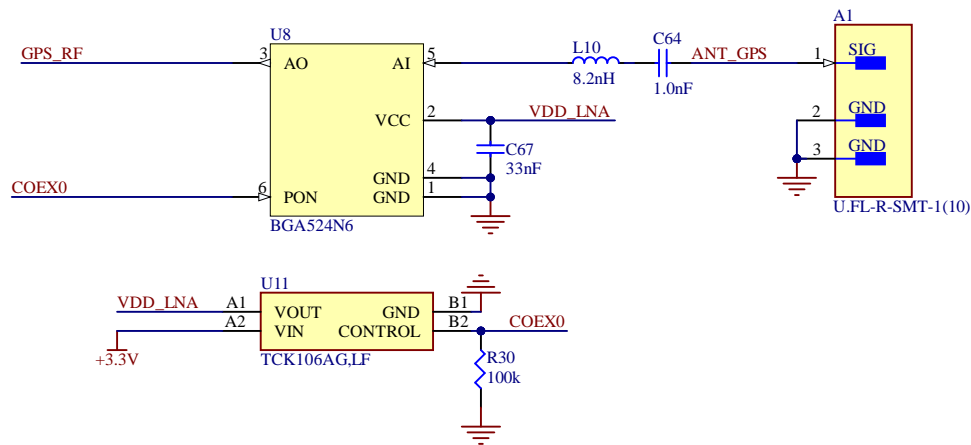 U8
A1
GPS_RF 3 AO AI 5 L10 8.2nH C64 1.0nF ANT_GPS 1 SIG
VCC 2 VDD_LNA 2 GND
C67 33nF 3 GND
GND 4
COEX0 6 PON GND 1
BGA524N6
U.FL-R-SMT-1(10)
U11
VDD_LNA A1 VOUT GND B1
A2 VIN CONTROL B2 COEX0
+3.3V
TCK106AG,LF
R30
100k